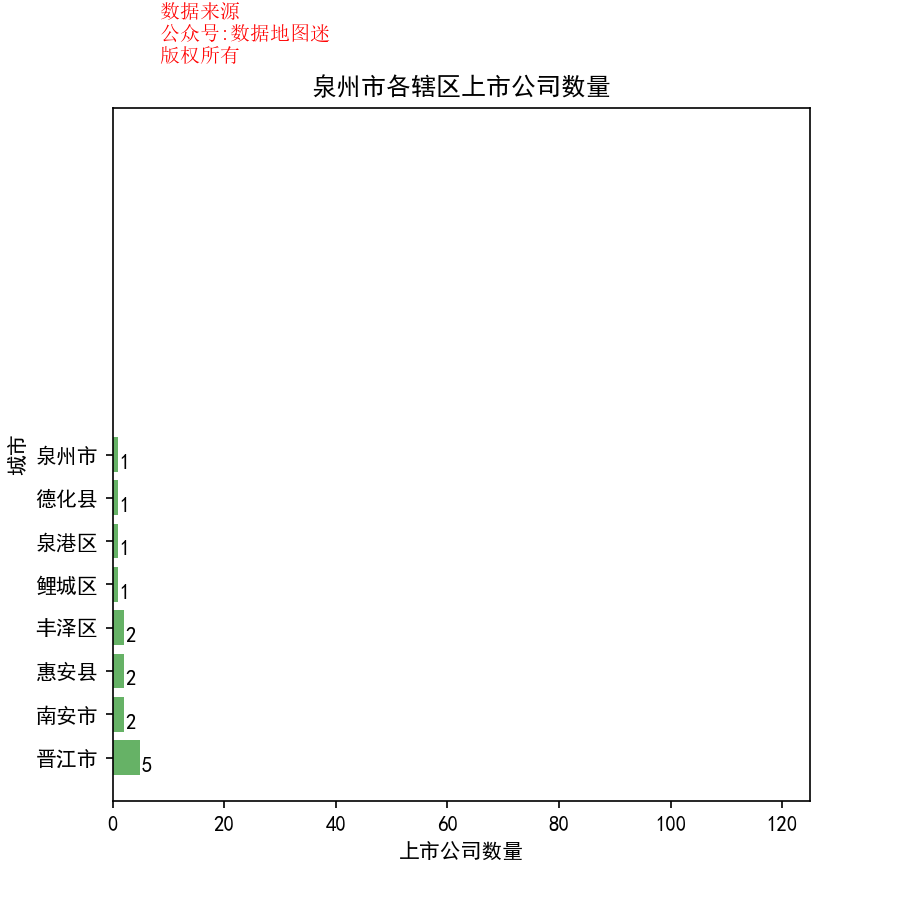 数据来源
公众号:数据地图迷
版权所有
泉州市各辖区上市公司数量
城市
泉州市 1
德化县 1
泉港区 1
鲤城区 1
丰泽区 2
惠安县 2
南安市 2
晋江市 5
0 20 40 60 80 100 120
上市公司数量